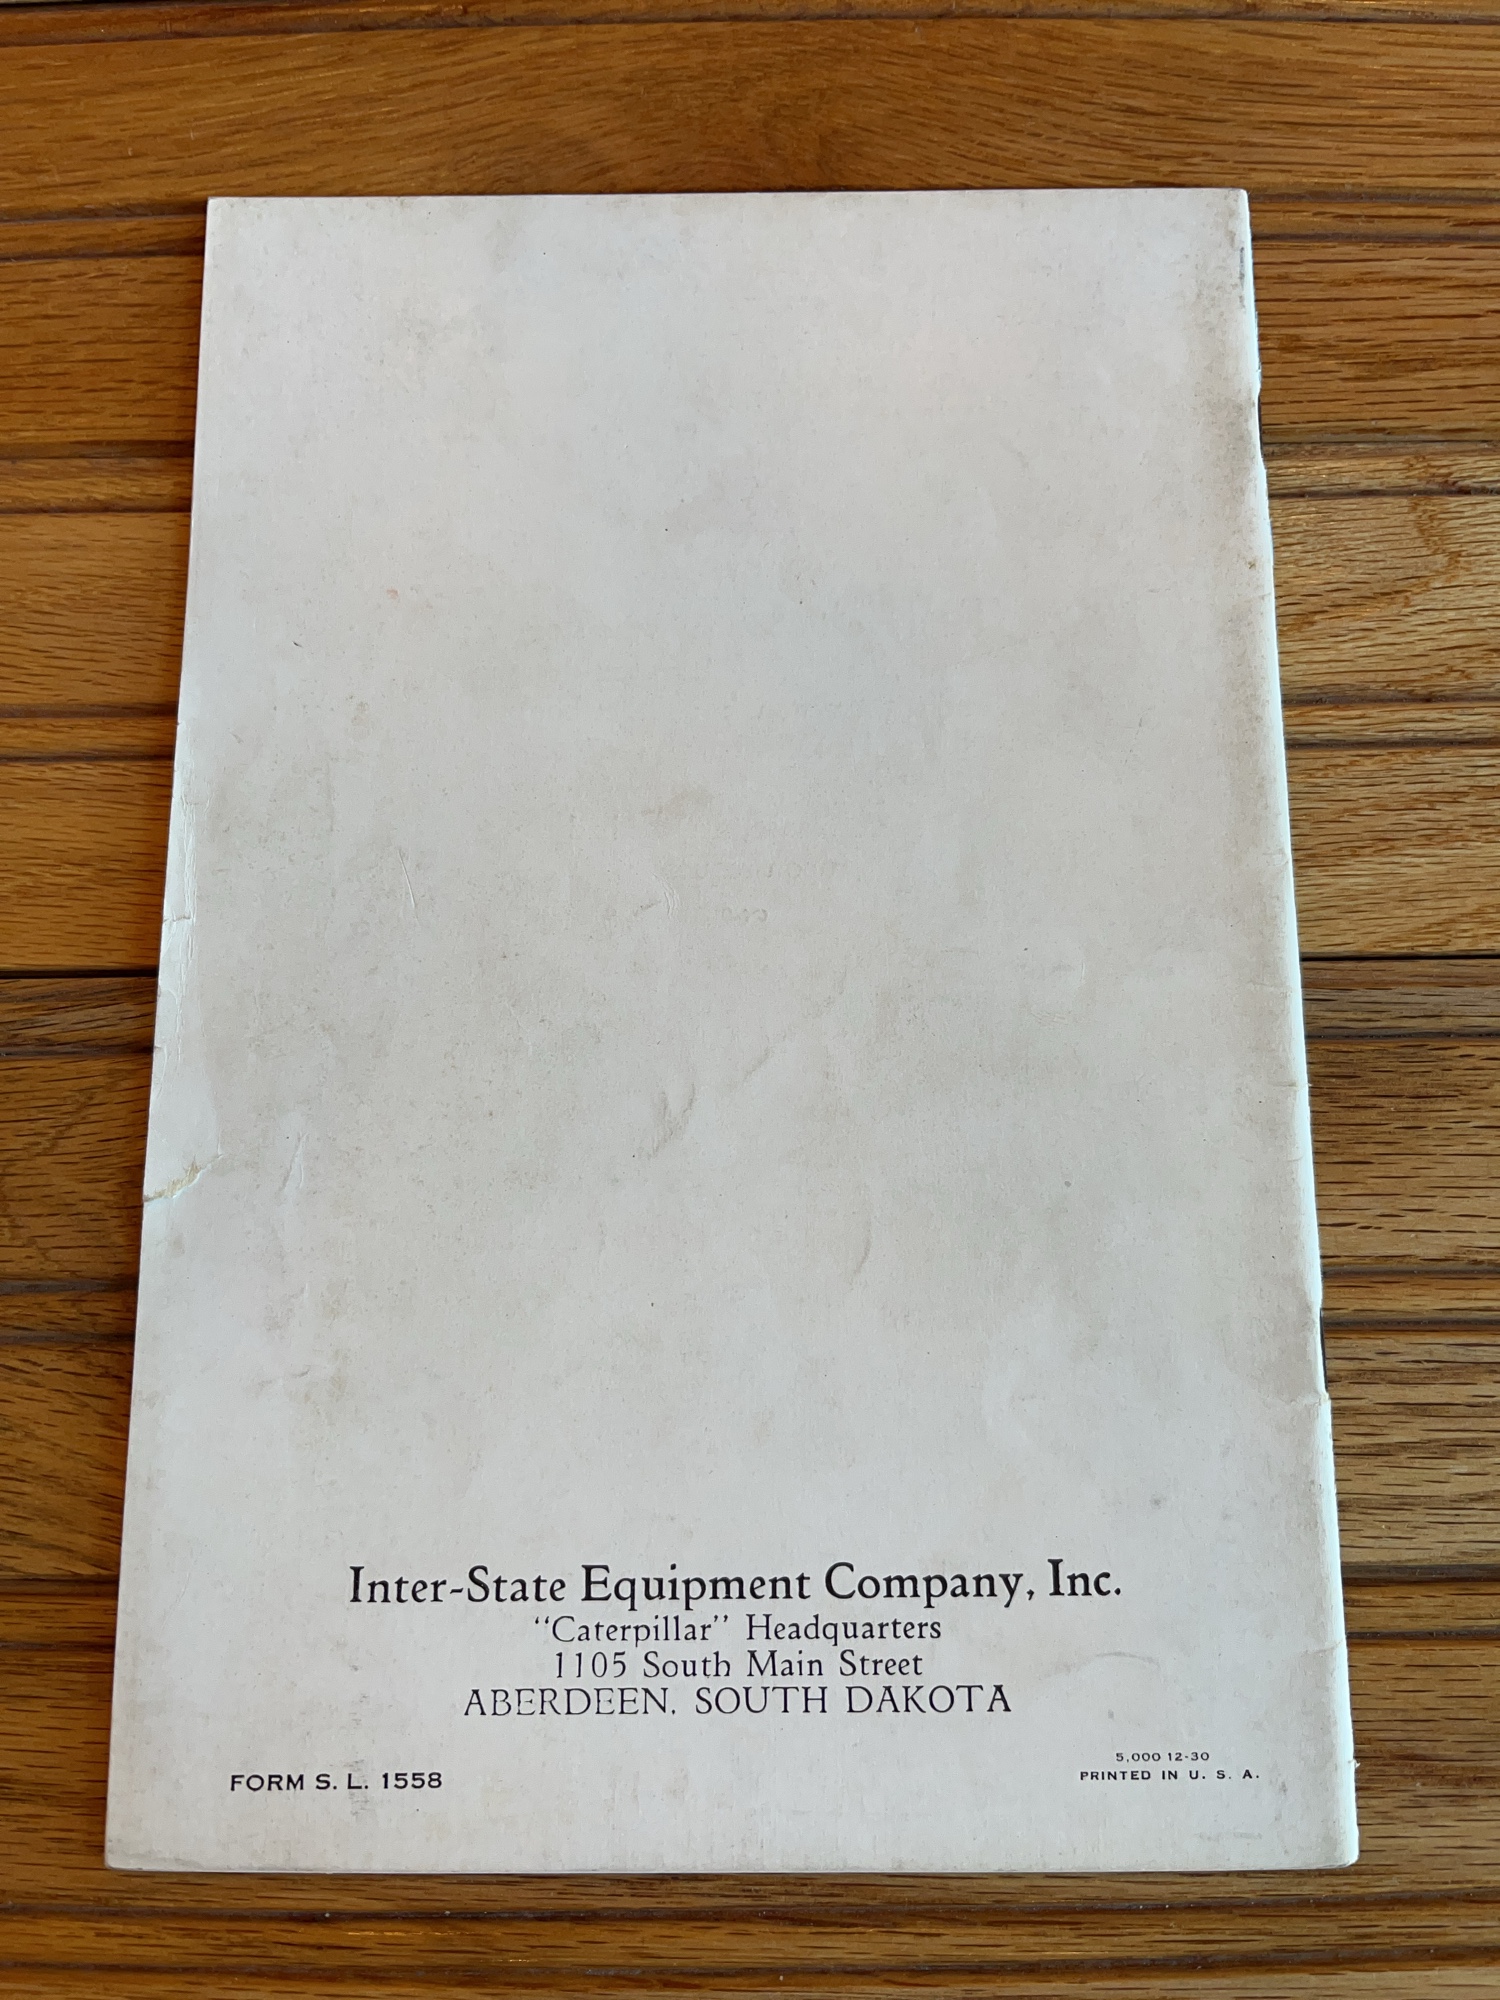 Inter-State Equipment Company, Inc.
"Caterpillar" Headquarters
1105 South Main Street
ABERDEEN, SOUTH DAKOTA
FORM S. L. 1558
5,000 12-30
PRINTED IN U. S. A.